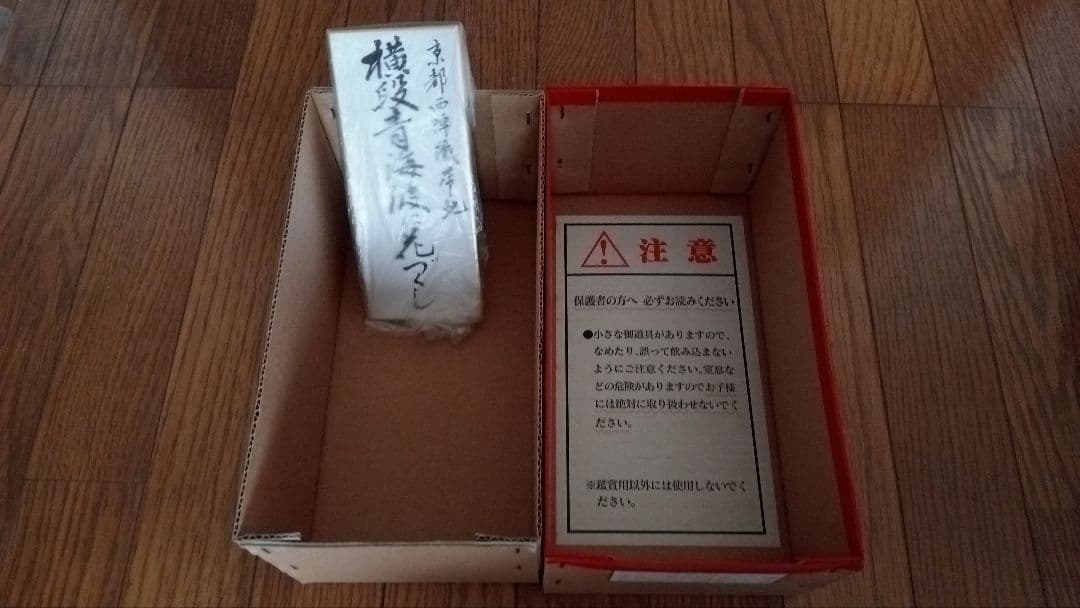 京都西陣織帯地
横段青海波に花づくし
注意
保護者の方へ 必ずお読みください
●小さな御道具がありますので、
なめたり、誤って飲み込まない
ようにご注意ください。窒息な
どの危険がありますのでお子様
には絶対に取り扱わせないでく
ださい。
※鑑賞用以外には使用しないでく
ださい。